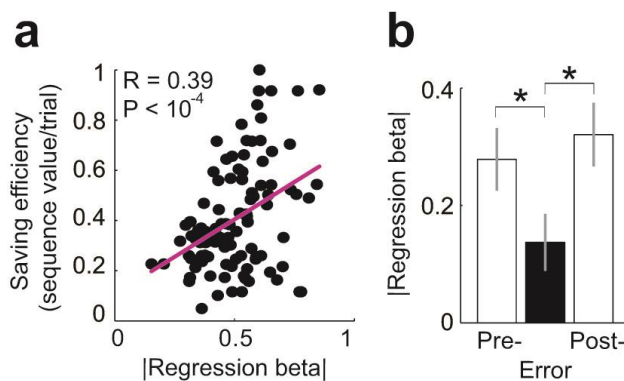 a
R = 0.39
P < 10⁻⁴
Saving efficiency
(sequence value/trial)
1
0.8
0.6
0.4
0.2
0
0
0.5
1
|Regression beta|
b
|Regression beta|
0.4
0.2
0
*
*
Pre-
Post-
Error